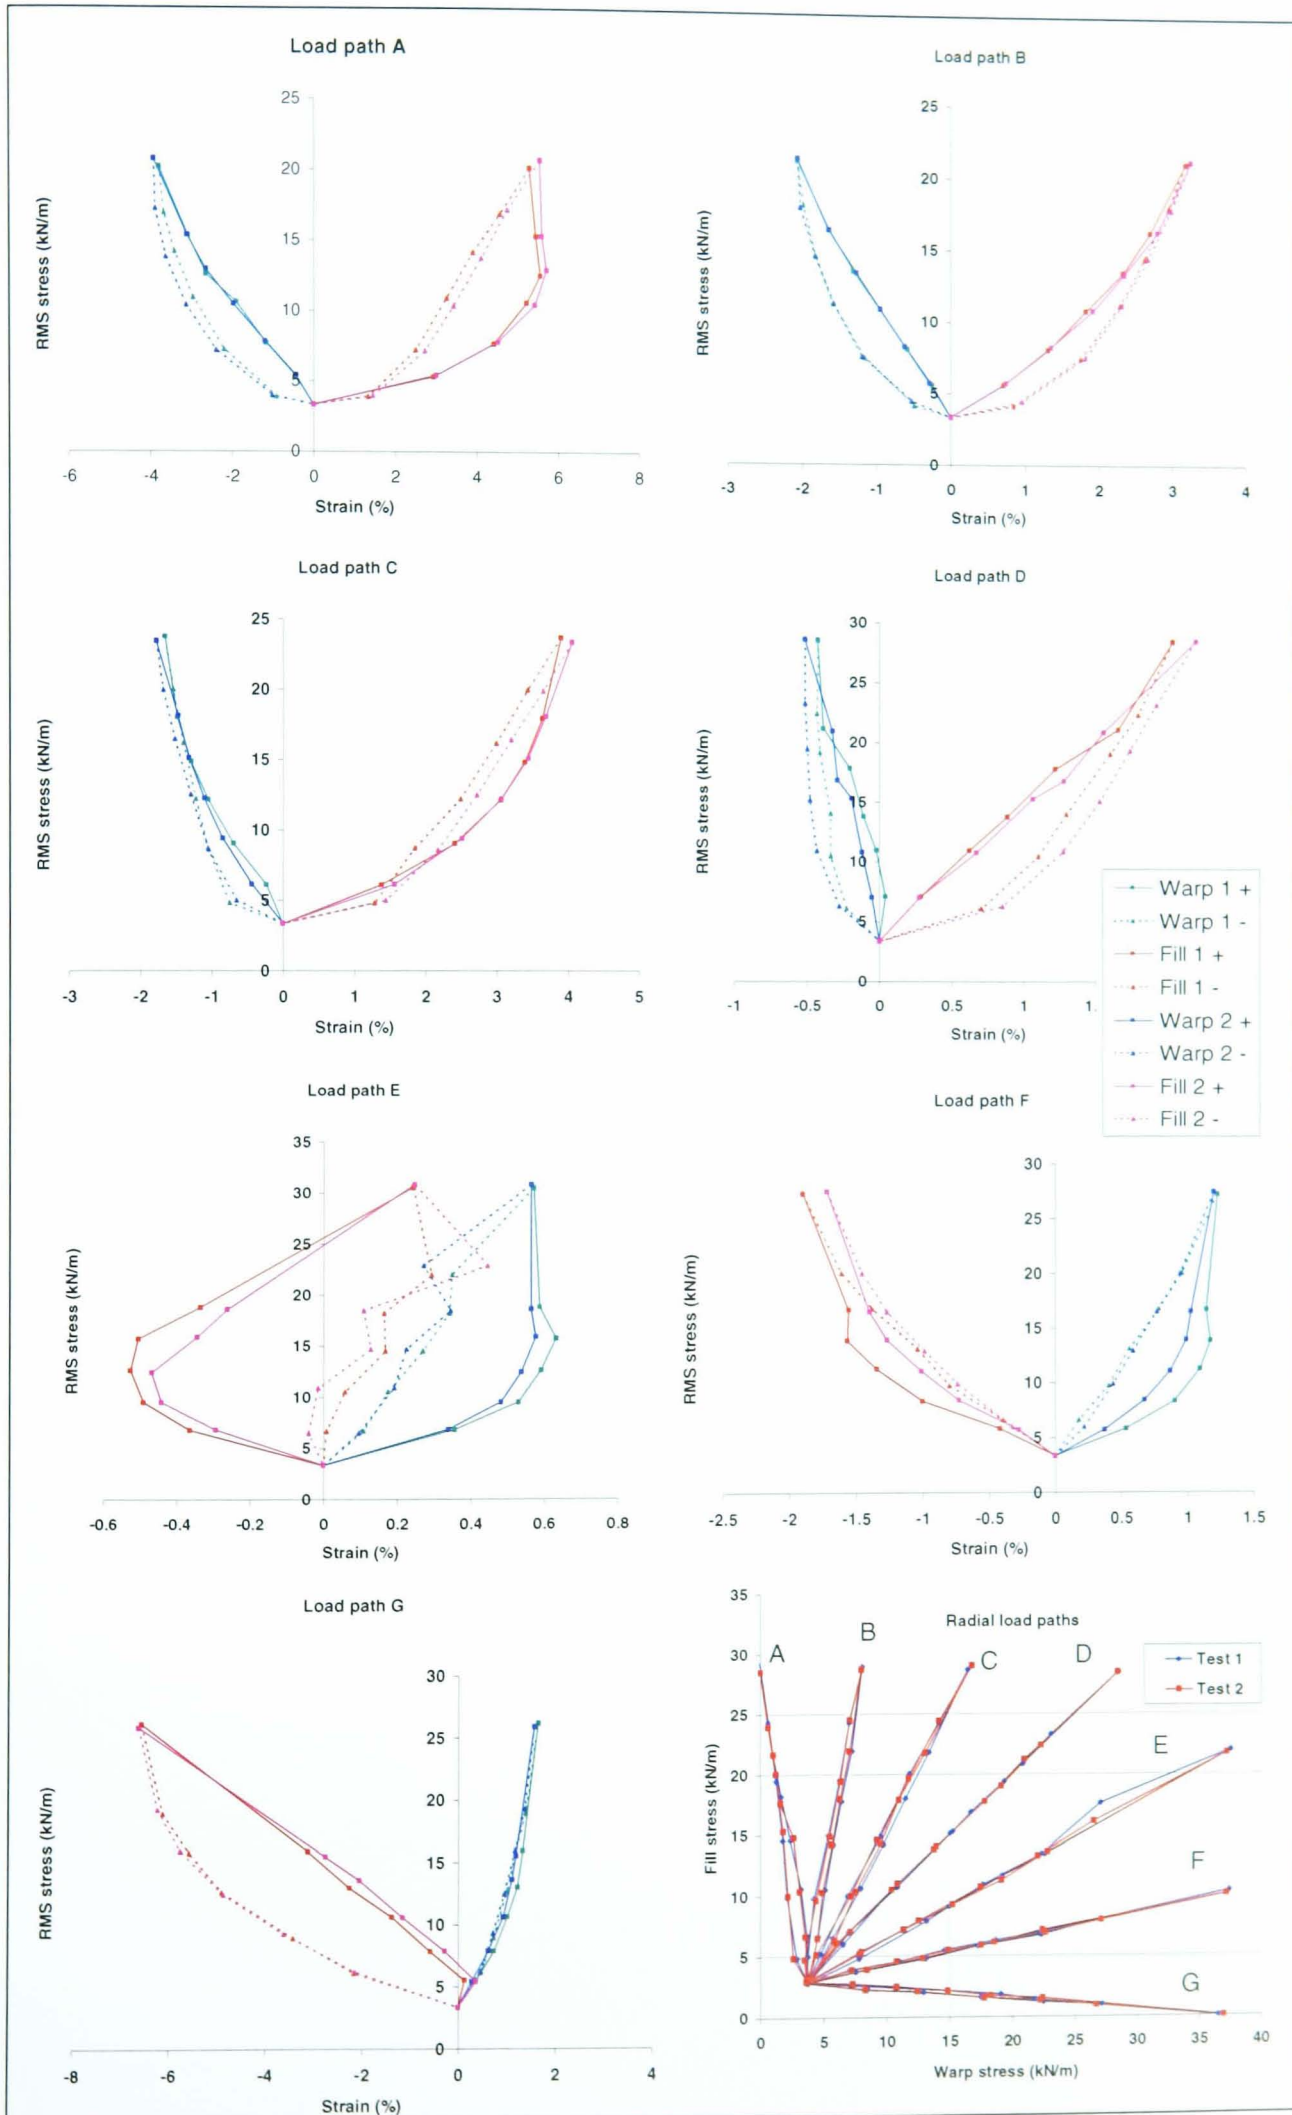 Load path A
25
20
15
10
5
0
-6 -4 -2 0 2 4 6 8
RMS stress (kN/m)
Strain (%)
Load path B
25
20
15
10
5
0
-3 -2 -1 0 1 2 3 4
RMS stress (kN/m)
Strain (%)
Load path C
25
20
15
10
5
0
-3 -2 -1 0 1 2 3 4 5
RMS stress (kN/m)
Strain (%)
Load path D
30
25
20
15
10
5
0
-1 -0.5 0 0.5 1 1.
RMS stress (kN/m)
Strain (%)
Warp 1 +
Warp 1 -
Fill 1 +
Fill 1 -
Warp 2 +
Warp 2 -
Fill 2 +
Fill 2 -
Load path E
35
30
25
20
15
10
5
0
-0.6 -0.4 -0.2 0 0.2 0.4 0.6 0.8
RMS stress (kN/m)
Strain (%)
Load path F
30
25
20
15
10
5
0
-2.5 -2 -1.5 -1 -0.5 0 0.5 1 1.5
RMS stress (kN/m)
Strain (%)
Load path G
30
25
20
15
10
5
0
-8 -6 -4 -2 0 2 4
RMS stress (kN/m)
Strain (%)
Radial load paths
35
30
25
20
15
10
5
0
0 5 10 15 20 25 30 35 40
Fill stress (kN/m)
Warp stress (kN/m)
A
B
C
D
E
F
G
Test 1
Test 2